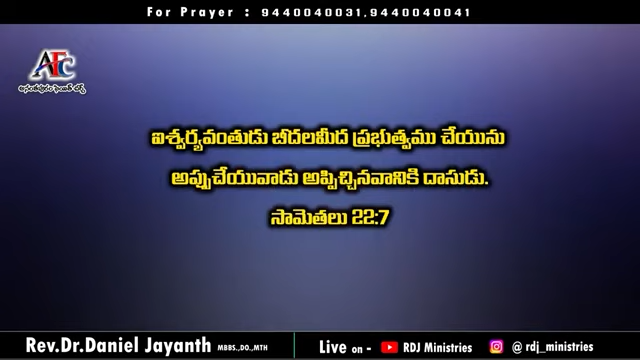 For Prayer : 9440040031,9440040041
AFC
ఐశ్వర్యవంతుడు బీదలమీద ప్రభుత్వము చేయును
అప్పుచేయువాడు అప్పిచ్చినవానికి దాసుడు.
సామెతలు 22:7
Rev.Dr.Daniel Jayanth MBBS.,DO.,MTH
Live on - RDJ Ministries @ rdj_ministries